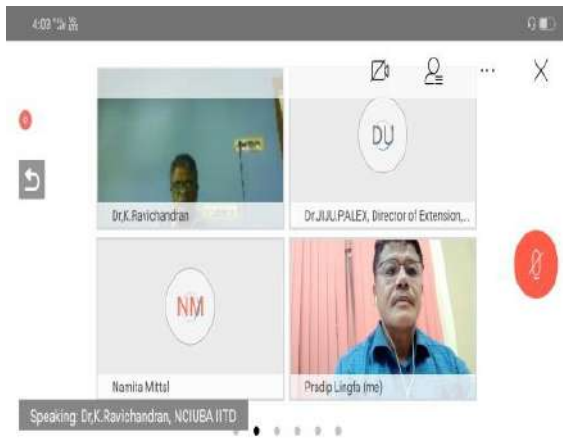 4:03
Dr,K.Ravichandran
DU
Dr.JIJU.P.ALEX, Director of Extension,...
NM
Namita Mittal
Pradip Lingfa (me)
Speaking: Dr,K.Ravichandran, NCIUBA IITD